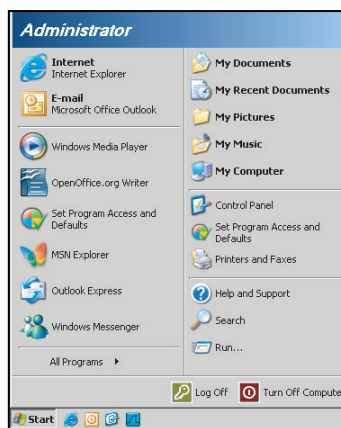 Administrator
Internet
Internet Explorer
E-mail
Microsoft Office Outlook
Windows Media Player
OpenOffice.org Writer
Set Program Access and
Defaults
MSN Explorer
Outlook Express
Windows Messenger
All Programs
My Documents
My Recent Documents
My Pictures
My Music
My Computer
Control Panel
Set Program Access and
Defaults
Printers and Faxes
Help and Support
Search
Run...
Log Off
Turn Off Compute
Start